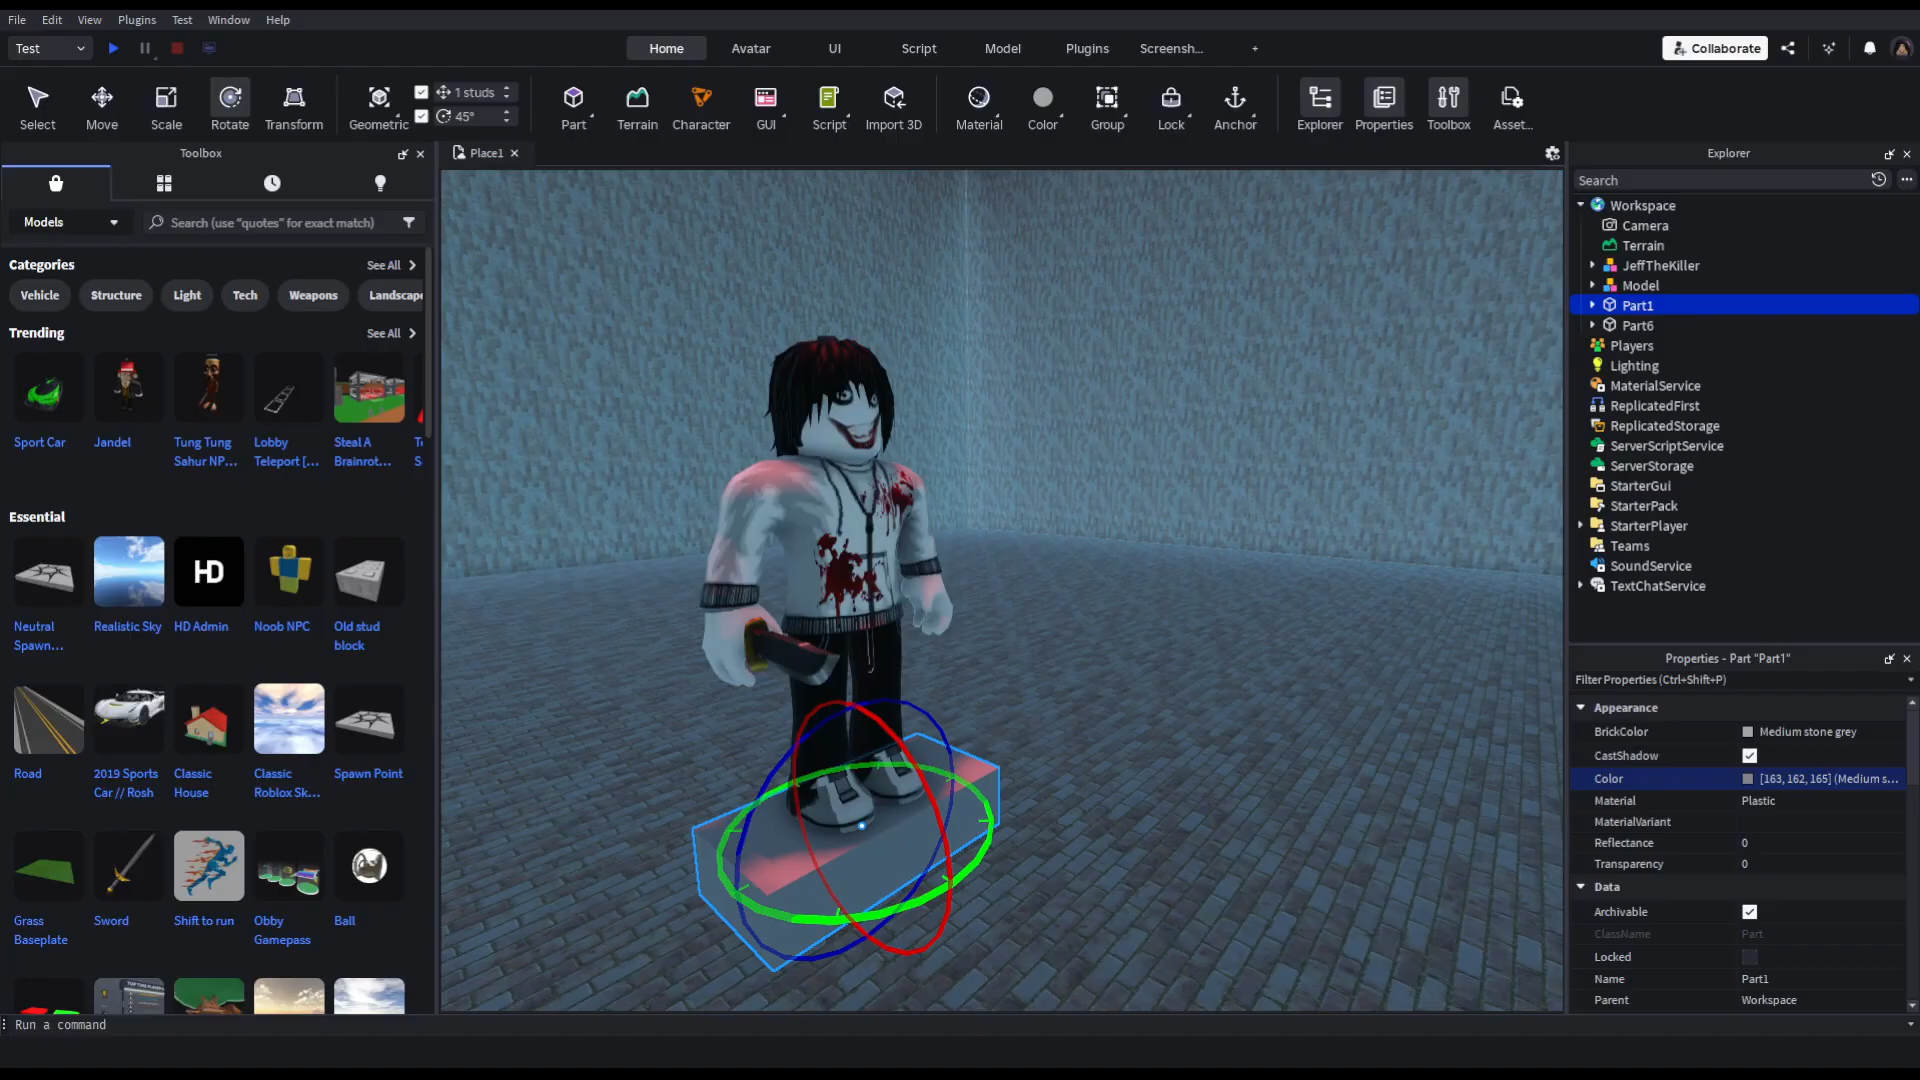 File Edit View Plugins Test Window Help
Test
Home Avatar UI Script Model Plugins Screensh... +
Collaborate
Select Move Scale Rotate Transform Geometric
1 studs
45°
Part Terrain Character GUI Script Import 3D Material Color Group Lock Anchor Explorer Properties Toolbox Asset...
Toolbox
Models
Search (use "quotes" for exact match)
Categories
See All
Vehicle Structure Light Tech Weapons Landscape
Trending
See All
Sport Car
Jandel
Tung Tung
Sahur NP...
Lobby
Teleport [...
Steal A
Brainrot...
Essential
HD
Neutral
Spawn...
Realistic Sky
HD Admin
Noob NPC
Old stud
block
Road
2019 Sports
Car // Rosh
Classic
House
Classic
Roblox Sk...
Spawn Point
Grass
Baseplate
Sword
Shift to run
Obby
Gamepass
Ball
Run a command
Place1
Explorer
Search
Workspace
Camera
Terrain
JeffTheKiller
Model
Part1
Part6
Players
Lighting
MaterialService
ReplicatedFirst
ReplicatedStorage
ServerScriptService
ServerStorage
StarterGui
StarterPack
StarterPlayer
Teams
SoundService
TextChatService
Properties - Part "Part1"
Filter Properties (Ctrl+Shift+P)
Appearance
BrickColor Medium stone grey
CastShadow
Color [163, 162, 165] (Medium s...
Material Plastic
MaterialVariant
Reflectance 0
Transparency 0
Data
Archivable
ClassName Part
Locked
Name Part1
Parent Workspace